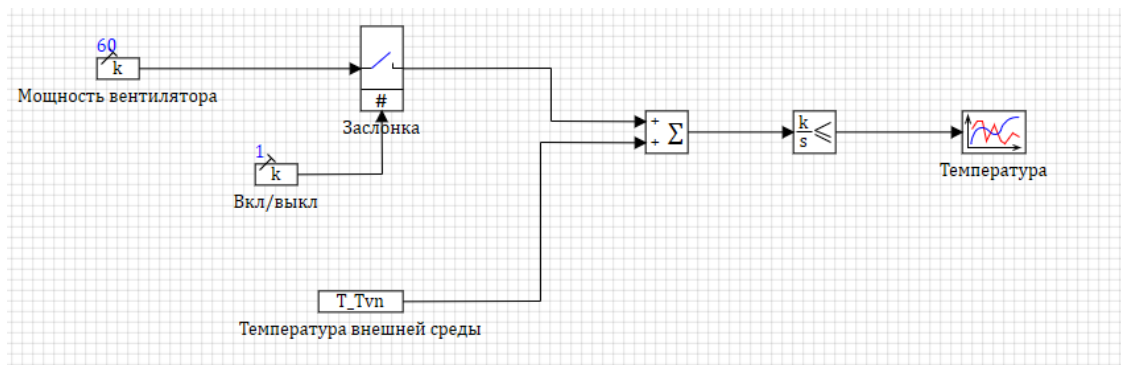 60
k
Мощность вентилятора
#
Заслонка
1
k
Вкл/выкл
+
+
Σ
k
s
≤
Температура
T_Tvn
Температура внешней среды